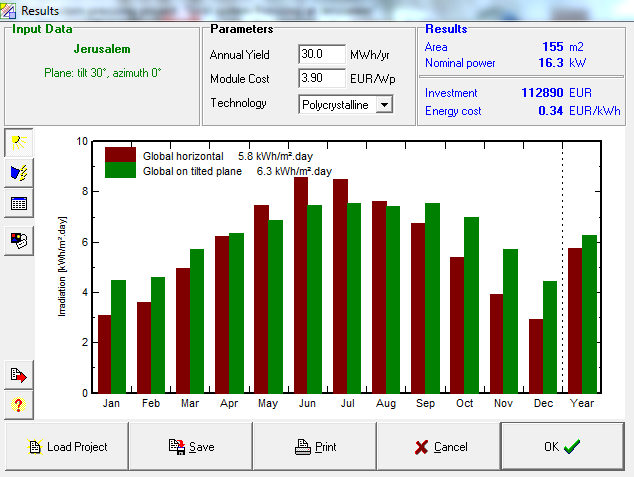 Results
Input Data
Jerusalem
Plane: tilt 30°, azimuth 0°
Parameters
Annual Yield 30.0 MWh/yr
Module Cost 3.90 EUR/Wp
Technology Polycrystalline
Results
Area 155 m2
Nominal power 16.3 kW
Investment 112890 EUR
Energy cost 0.34 EUR/kWh
Global horizontal 5.8 kWh/m².day
Global on tilted plane 6.3 kWh/m².day
Irradiation [kWh/m².day]
10
8
6
4
2
0
Jan Feb Mar Apr May Jun Jul Aug Sep Oct Nov Dec Year
Load Project Save Print Cancel OK